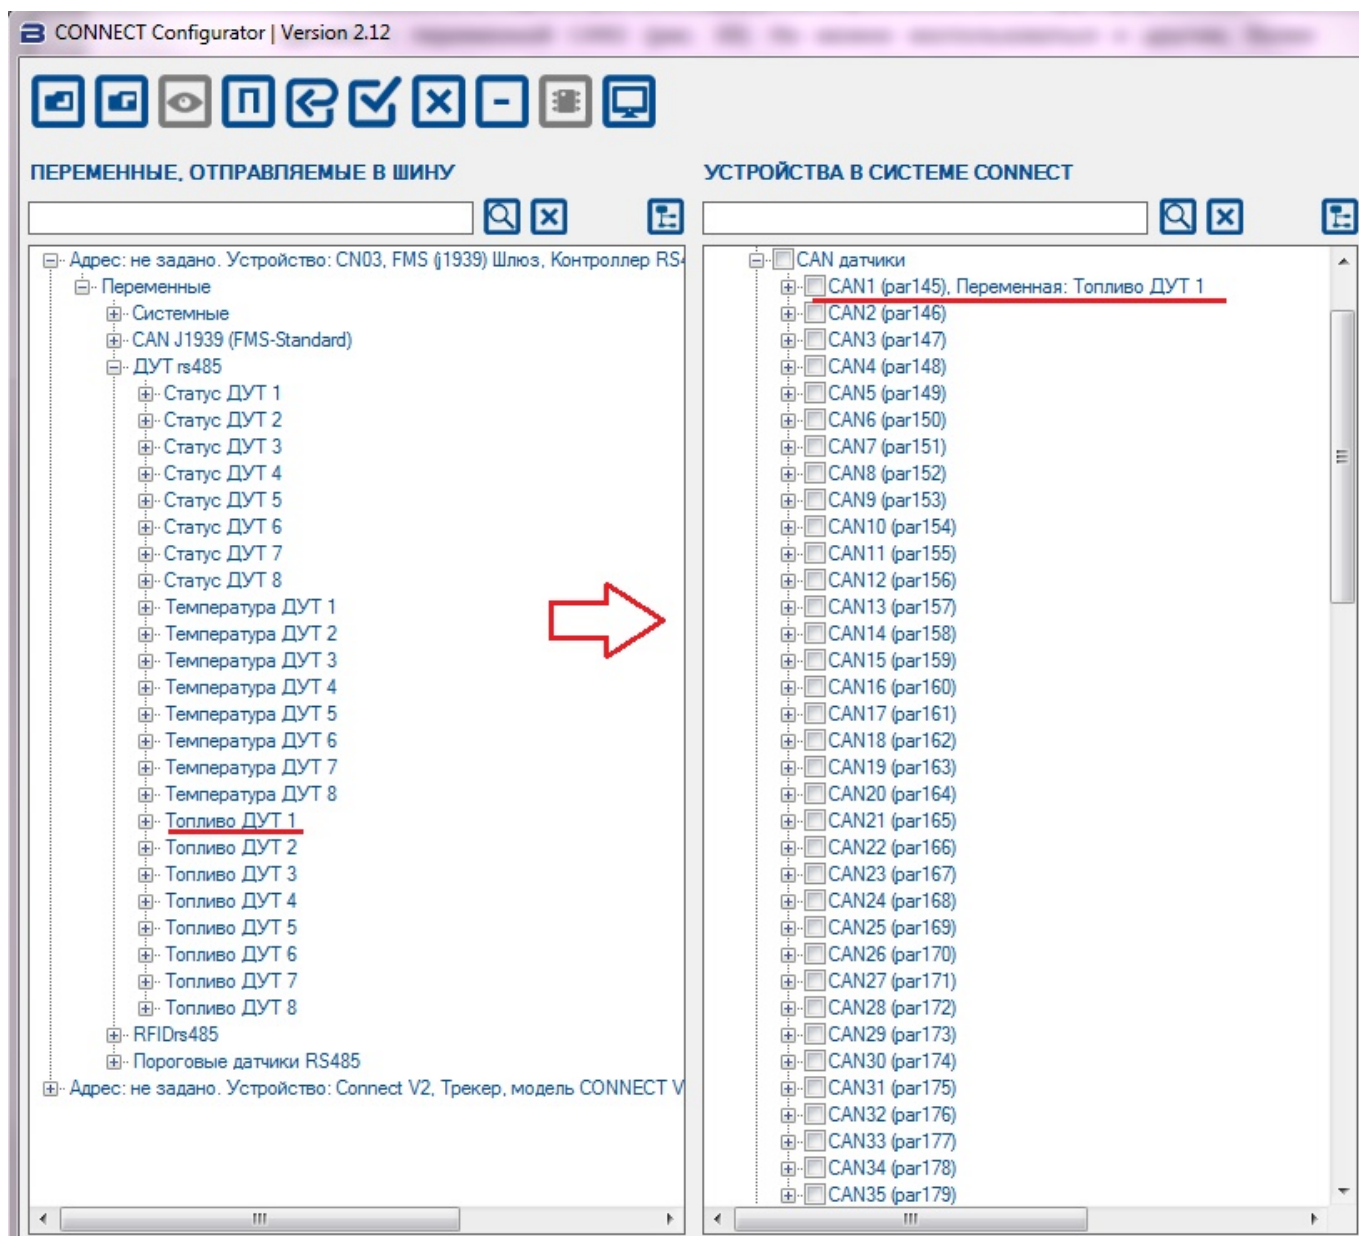 CONNECT Configurator | Version 2.12
ПЕРЕМЕННЫЕ, ОТПРАВЛЯЕМЫЕ В ШИНУ
Адрес: не задано. Устройство: CN03, FMS (j1939) Шлюз, Контроллер RS4
Переменные
Системные
CAN J1939 (FMS-Standard)
ДУТ rs485
Статус ДУТ 1
Статус ДУТ 2
Статус ДУТ 3
Статус ДУТ 4
Статус ДУТ 5
Статус ДУТ 6
Статус ДУТ 7
Статус ДУТ 8
Температура ДУТ 1
Температура ДУТ 2
Температура ДУТ 3
Температура ДУТ 4
Температура ДУТ 5
Температура ДУТ 6
Температура ДУТ 7
Температура ДУТ 8
Топливо ДУТ 1
Топливо ДУТ 2
Топливо ДУТ 3
Топливо ДУТ 4
Топливо ДУТ 5
Топливо ДУТ 6
Топливо ДУТ 7
Топливо ДУТ 8
RFIDrs485
Пороговые датчики RS485
Адрес: не задано. Устройство: Connect V2, Трекер, модель CONNECT V
УСТРОЙСТВА В СИСТЕМЕ CONNECT
CAN датчики
CAN1 (par145), Переменная: Топливо ДУТ 1
CAN2 (par146)
CAN3 (par147)
CAN4 (par148)
CAN5 (par149)
CAN6 (par150)
CAN7 (par151)
CAN8 (par152)
CAN9 (par153)
CAN10 (par154)
CAN11 (par155)
CAN12 (par156)
CAN13 (par157)
CAN14 (par158)
CAN15 (par159)
CAN16 (par160)
CAN17 (par161)
CAN18 (par162)
CAN19 (par163)
CAN20 (par164)
CAN21 (par165)
CAN22 (par166)
CAN23 (par167)
CAN24 (par168)
CAN25 (par169)
CAN26 (par170)
CAN27 (par171)
CAN28 (par172)
CAN29 (par173)
CAN30 (par174)
CAN31 (par175)
CAN32 (par176)
CAN33 (par177)
CAN34 (par178)
CAN35 (par179)